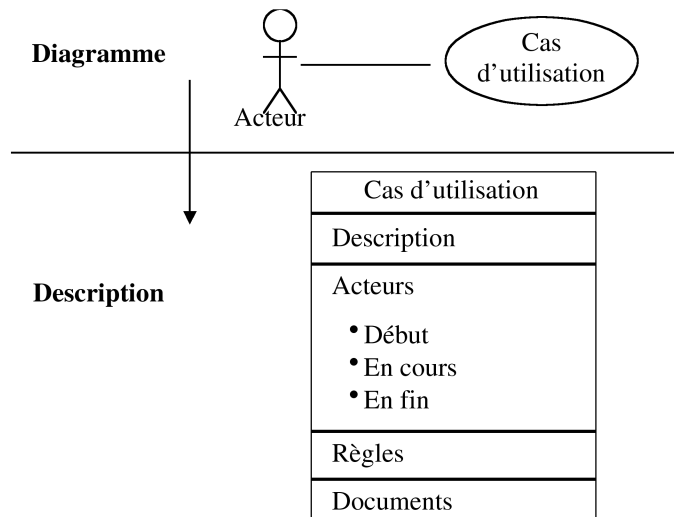 Diagramme
Cas
d’utilisation
Acteur
Cas d’utilisation
Description
Description
Acteurs
• Début
• En cours
• En fin
Règles
Documents